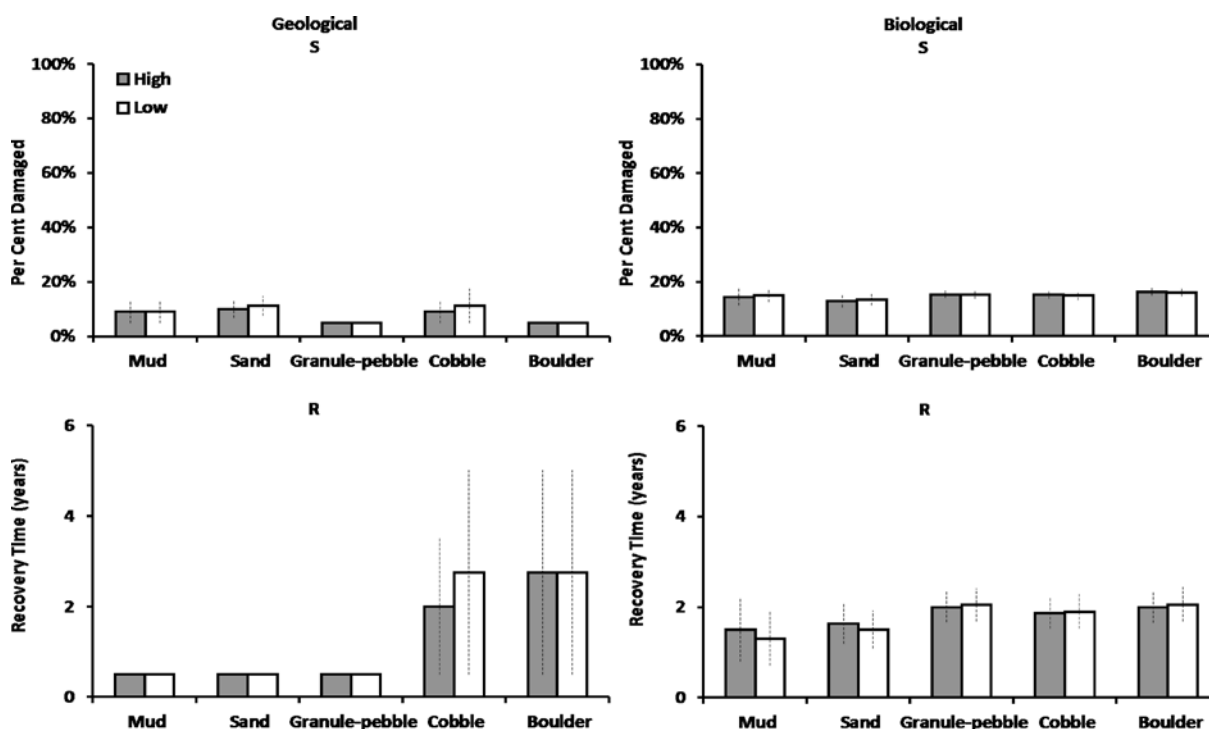 Geological
S
Per Cent Damaged
100%
80%
60%
40%
20%
0%
High
Low
Mud Sand Granule-pebble Cobble Boulder
Biological
S
Per Cent Damaged
100%
80%
60%
40%
20%
0%
Mud Sand Granule-pebble Cobble Boulder
R
Recovery Time (years)
6
4
2
0
Mud Sand Granule-pebble Cobble Boulder
R
Recovery Time (years)
6
4
2
0
Mud Sand Granule-pebble Cobble Boulder